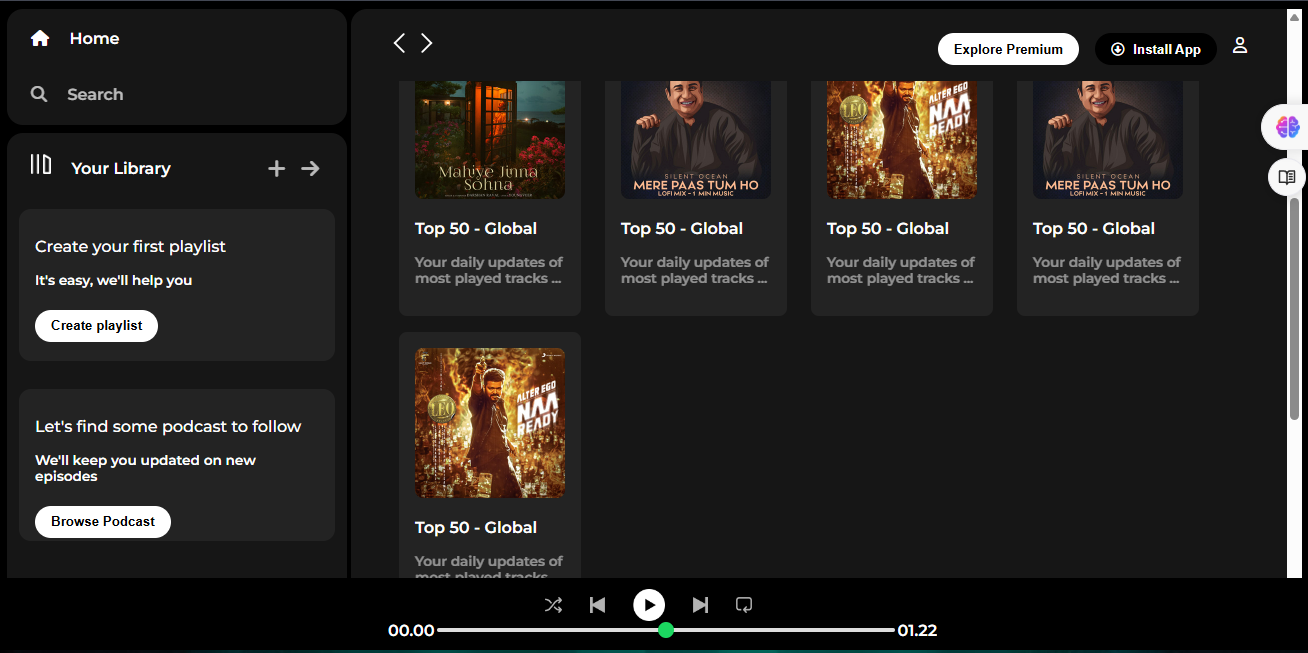 Home
Search
Your Library
Create your first playlist
It's easy, we'll help you
Create playlist
Let's find some podcast to follow
We'll keep you updated on new
episodes
Browse Podcast
Explore Premium
Install App
Mahiye Jinna
Sohna
Top 50 - Global
Your daily updates of
most played tracks ...
SILENT OCEAN
MERE PAAS TUM HO
LOFI MIX - 1 MIN MUSIC
Top 50 - Global
Your daily updates of
most played tracks ...
LEO
ALTER EGO
NAA
READY
Top 50 - Global
Your daily updates of
most played tracks ...
SILENT OCEAN
MERE PAAS TUM HO
LOFI MIX - 1 MIN MUSIC
Top 50 - Global
Your daily updates of
most played tracks ...
LEO
ALTER EGO
NAA
READY
Top 50 - Global
Your daily updates of
most played tracks
00.00
01.22